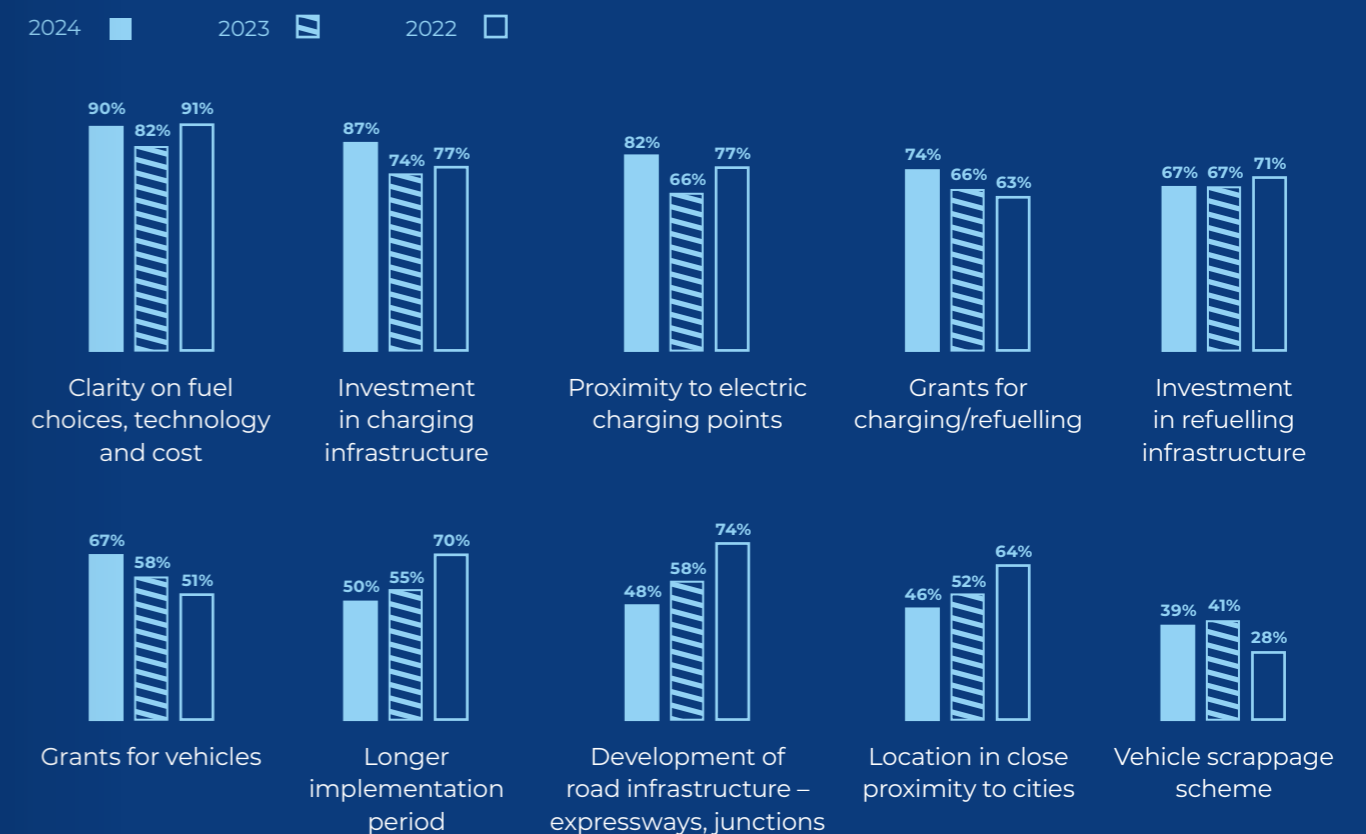 2024 2023 2022
90% 82% 91%
87% 74% 77%
82% 66% 77%
74% 66% 63%
67% 67% 71%
Clarity on fuel
choices, technology
and cost
Investment
in charging
infrastructure
Proximity to electric
charging points
Grants for
charging/refuelling
Investment
in refuelling
infrastructure
67% 58% 51%
50% 55% 70%
48% 58% 74%
46% 52% 64%
39% 41% 28%
Grants for vehicles
Longer
implementation
period
Development of
road infrastructure –
expressways, junctions
Location in close
proximity to cities
Vehicle scrappage
scheme